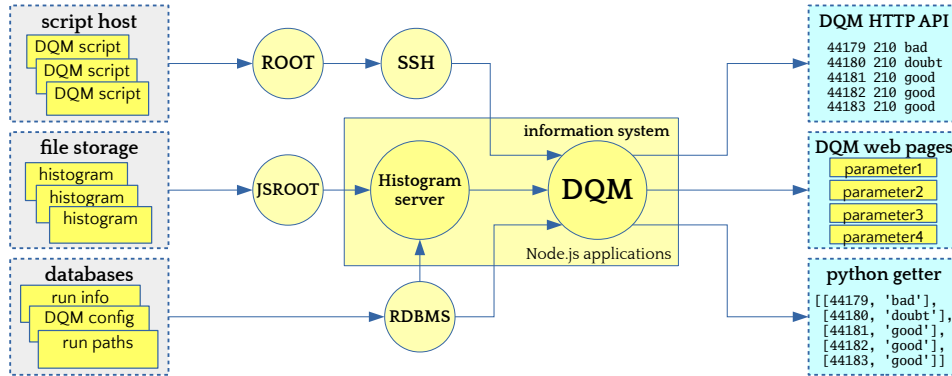 script host
DQM script
DQM script
DQM script
ROOT
SSH
DQM HTTP API
44179 210 bad
44180 210 doubt
44181 210 good
44182 210 good
44183 210 good
file storage
histogram
histogram
histogram
JSROOT
information system
Histogram
server
DQM
Node.js applications
DQM web pages
parameter1
parameter2
parameter3
parameter4
databases
run info
DQM config
run paths
RDBMS
python getter
[[44179, 'bad'],
[44180, 'doubt'],
[44181, 'good'],
[44182, 'good'],
[44183, 'good']]